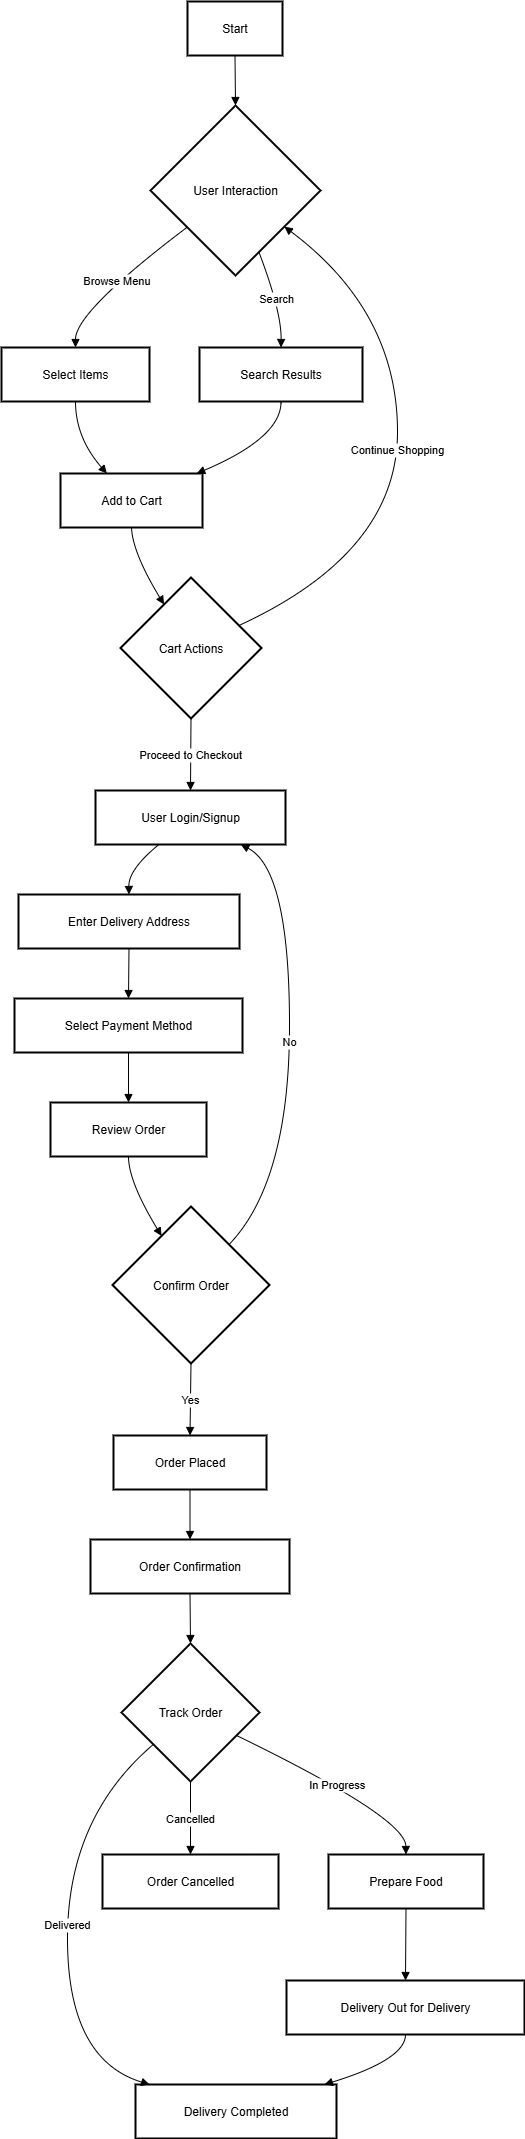 Start
User Interaction
Browse Menu
Search
Select Items
Search Results
Continue Shopping
Add to Cart
Cart Actions
Proceed to Checkout
User Login/Signup
Enter Delivery Address
Select Payment Method
No
Review Order
Confirm Order
Yes
Order Placed
Order Confirmation
Track Order
In Progress
Cancelled
Order Cancelled
Prepare Food
Delivered
Delivery Out for Delivery
Delivery Completed